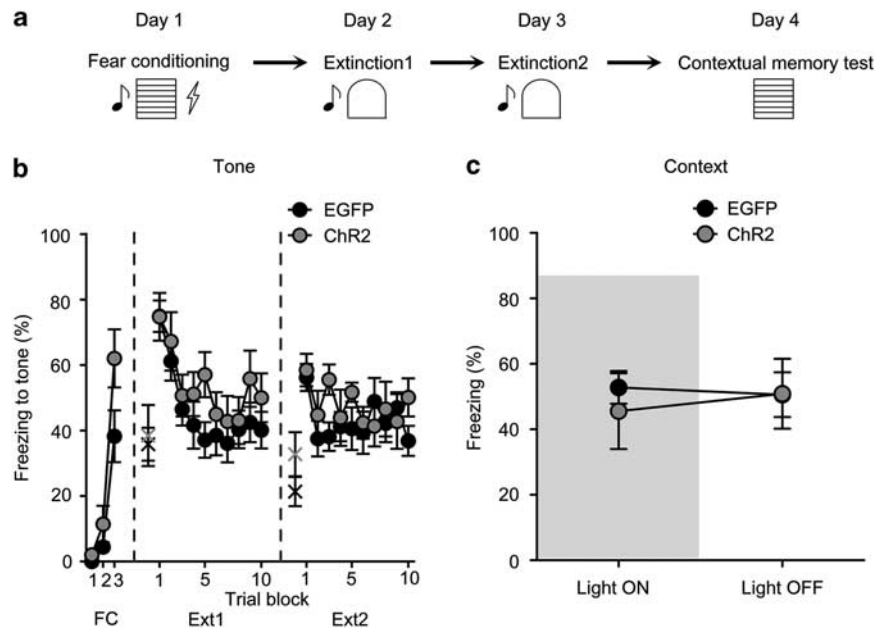 a
Day 1 Day 2 Day 3 Day 4
Fear conditioning Extinction1 Extinction2 Contextual memory test
b Tone
EGFP
ChR2
Freezing to tone (%)
100
80
60
40
20
0
1 2 3 1 5 10 1 5 10
Trial block
FC Ext1 Ext2
c Context
EGFP
ChR2
Freezing (%)
100
80
60
40
20
0
Light ON Light OFF